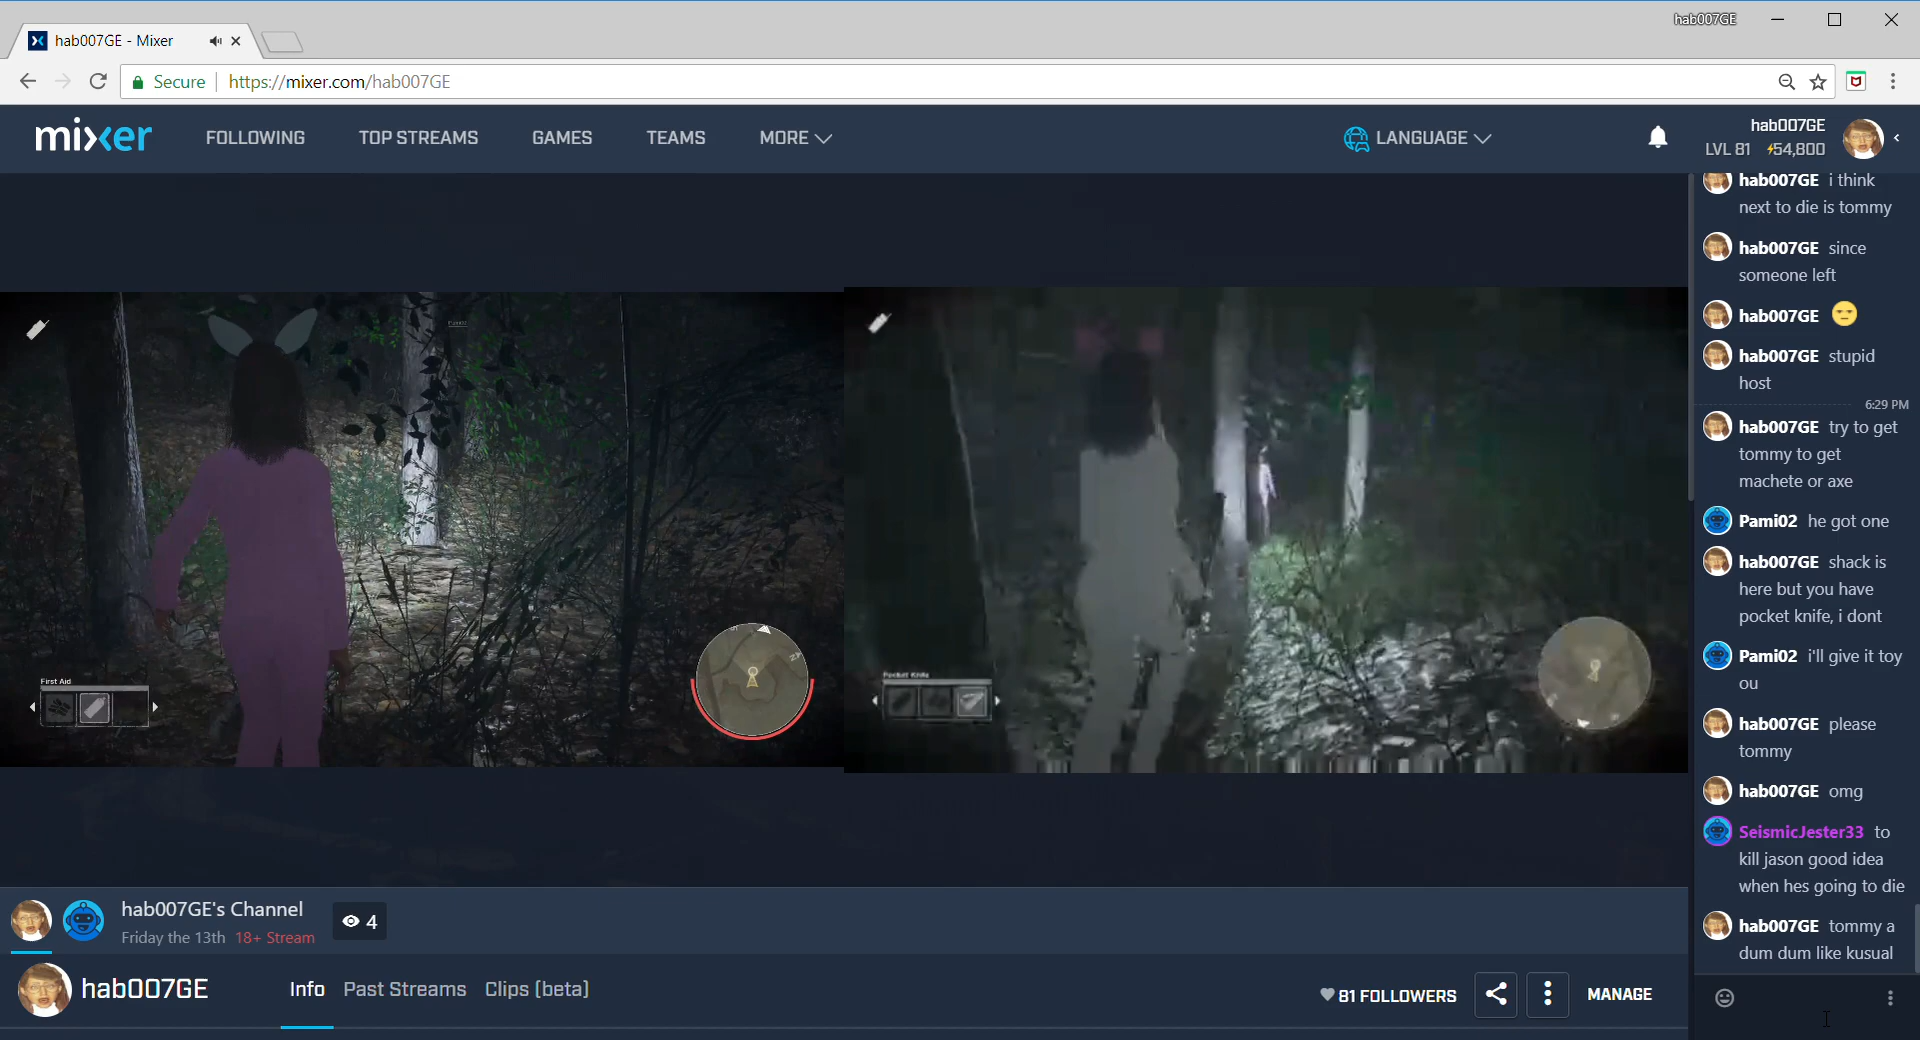 hab007GE
hab007GE - Mixer
Secure https://mixer.com/hab007GE
mixer FOLLOWING TOP STREAMS GAMES TEAMS MORE LANGUAGE
hab007GE
LVL 81 54,800
hab007GE i think
next to die is tommy
hab007GE since
someone left
hab007GE
hab007GE stupid
host
6:29 PM
hab007GE try to get
tommy to get
machete or axe
Pami02 he got one
hab007GE shack is
here but you have
pocket knife, i dont
Pami02 i'll give it toy
ou
hab007GE please
tommy
hab007GE omg
SeismicJester33 to
kill jason good idea
when hes going to die
hab007GE tommy a
dum dum like kusual
First Aid
Pocket Knife
hab007GE's Channel
Friday the 13th 18+ Stream
4
hab007GE
Info Past Streams Clips (beta)
81 FOLLOWERS
MANAGE